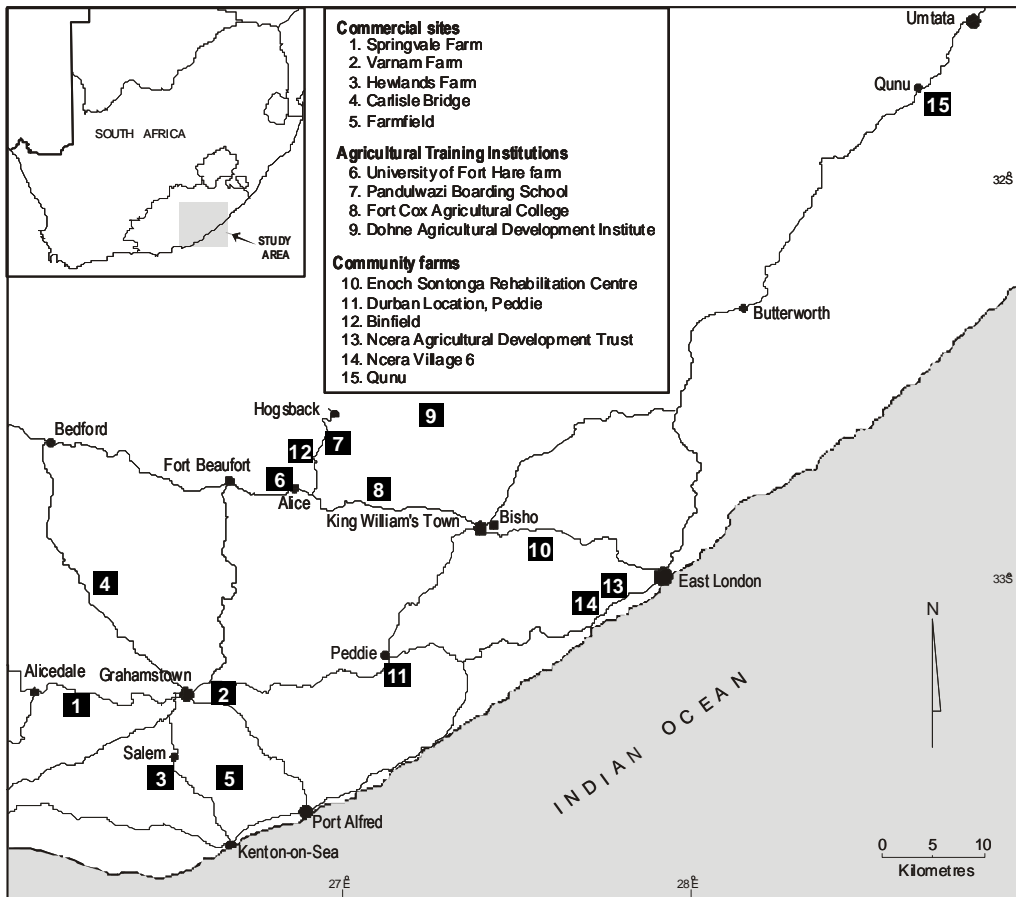 Commercial sites
1. Springvale Farm
2. Varnam Farm
3. Hewlands Farm
4. Carlisle Bridge
5. Farmfield
Agricultural Training Institutions
6. University of Fort Hare farm
7. Pandulwazi Boarding School
8. Fort Cox Agricultural College
9. Dohne Agricultural Development Institute
Community farms
10. Enoch Sontonga Rehabilitation Centre
11. Durban Location, Peddie
12. Binfield
13. Ncera Agricultural Development Trust
14. Ncera Village 6
15. Qunu
SOUTH AFRICA
STUDY
AREA
Umtata
Qunu
15
32°S
Butterworth
Hogsback
9
7
Bedford
12
Fort Beaufort
6
Alice
8
King William's Town
Bisho
10
4
13
East London
33°S
14
N
Peddie
11
Alicedale
Grahamstown
1
2
INDIAN OCEAN
Salem
3
5
Port Alfred
Kenton-on-Sea
0 5 10
Kilometres
27°E
28°E